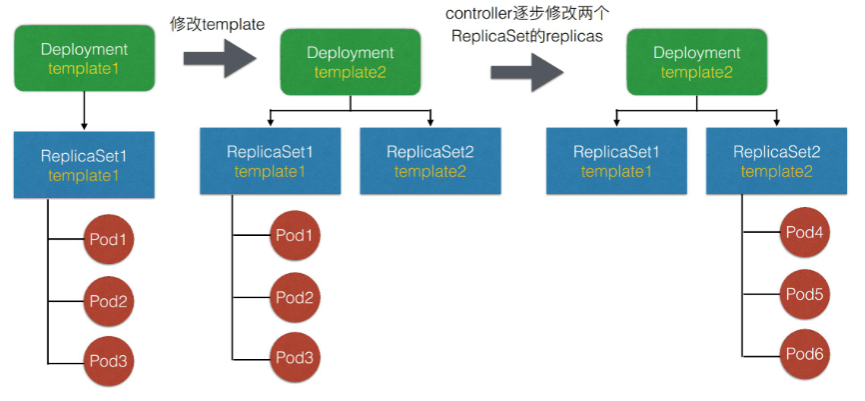 Deployment
template1
ReplicaSet1
template1
Pod1
Pod2
Pod3
修改template
Deployment
template2
ReplicaSet1
template1
ReplicaSet2
template2
Pod1
Pod2
Pod3
controller逐步修改两个
ReplicaSet的replicas
Deployment
template2
ReplicaSet1
template1
ReplicaSet2
template2
Pod4
Pod5
Pod6